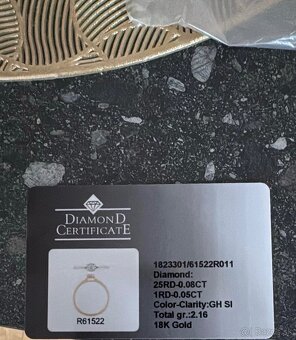 DIAMOND
CERTIFICATE
R61522
1823301/61522R011
Diamond:
25RD-0.08CT
1RD-0.05CT
Color-Clarity:GH SI
Total gr.:2.16
18K Gold